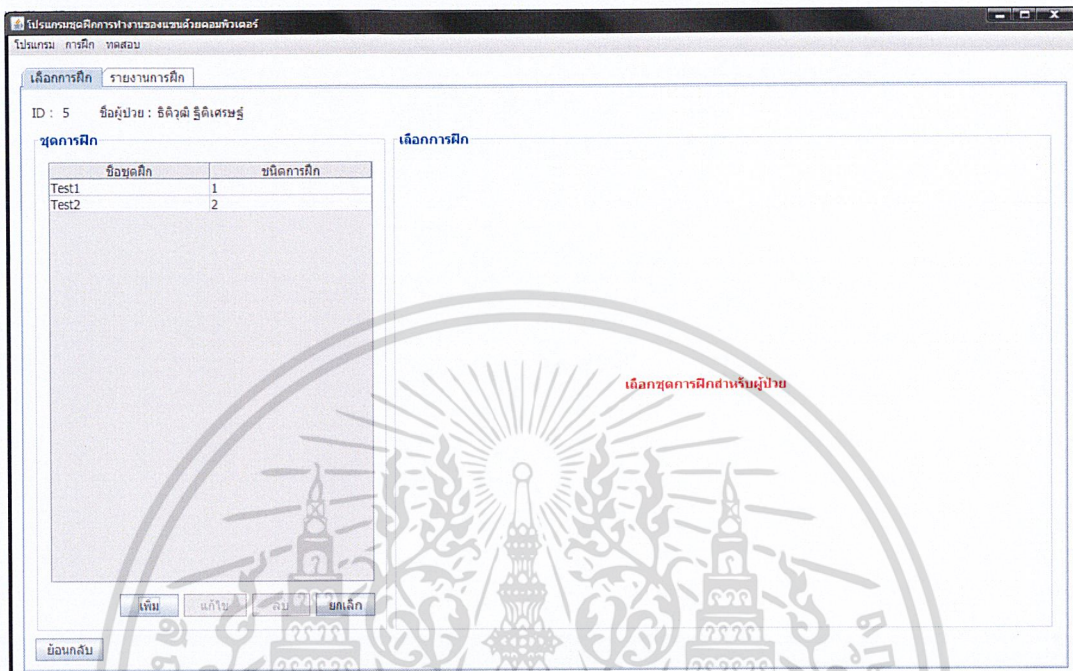 โปรแกรมชุดฝึกการทำงานของแขนด้วยคอมพิวเตอร์
โปรแกรม การฝึก ทดสอบ
เลือกการฝึก รายงานการฝึก
ID : 5 ชื่อผู้ป่วย : ธิติวุฒิ ฐิติเศรษฐ์
ชุดการฝึก เลือกการฝึก
ชื่อชุดฝึก ชนิดการฝึก
Test1 1
Test2 2
เลือกชุดการฝึกสำหรับผู้ป่วย
เพิ่ม แก้ไข ลบ ยกเลิก
ย้อนกลับ